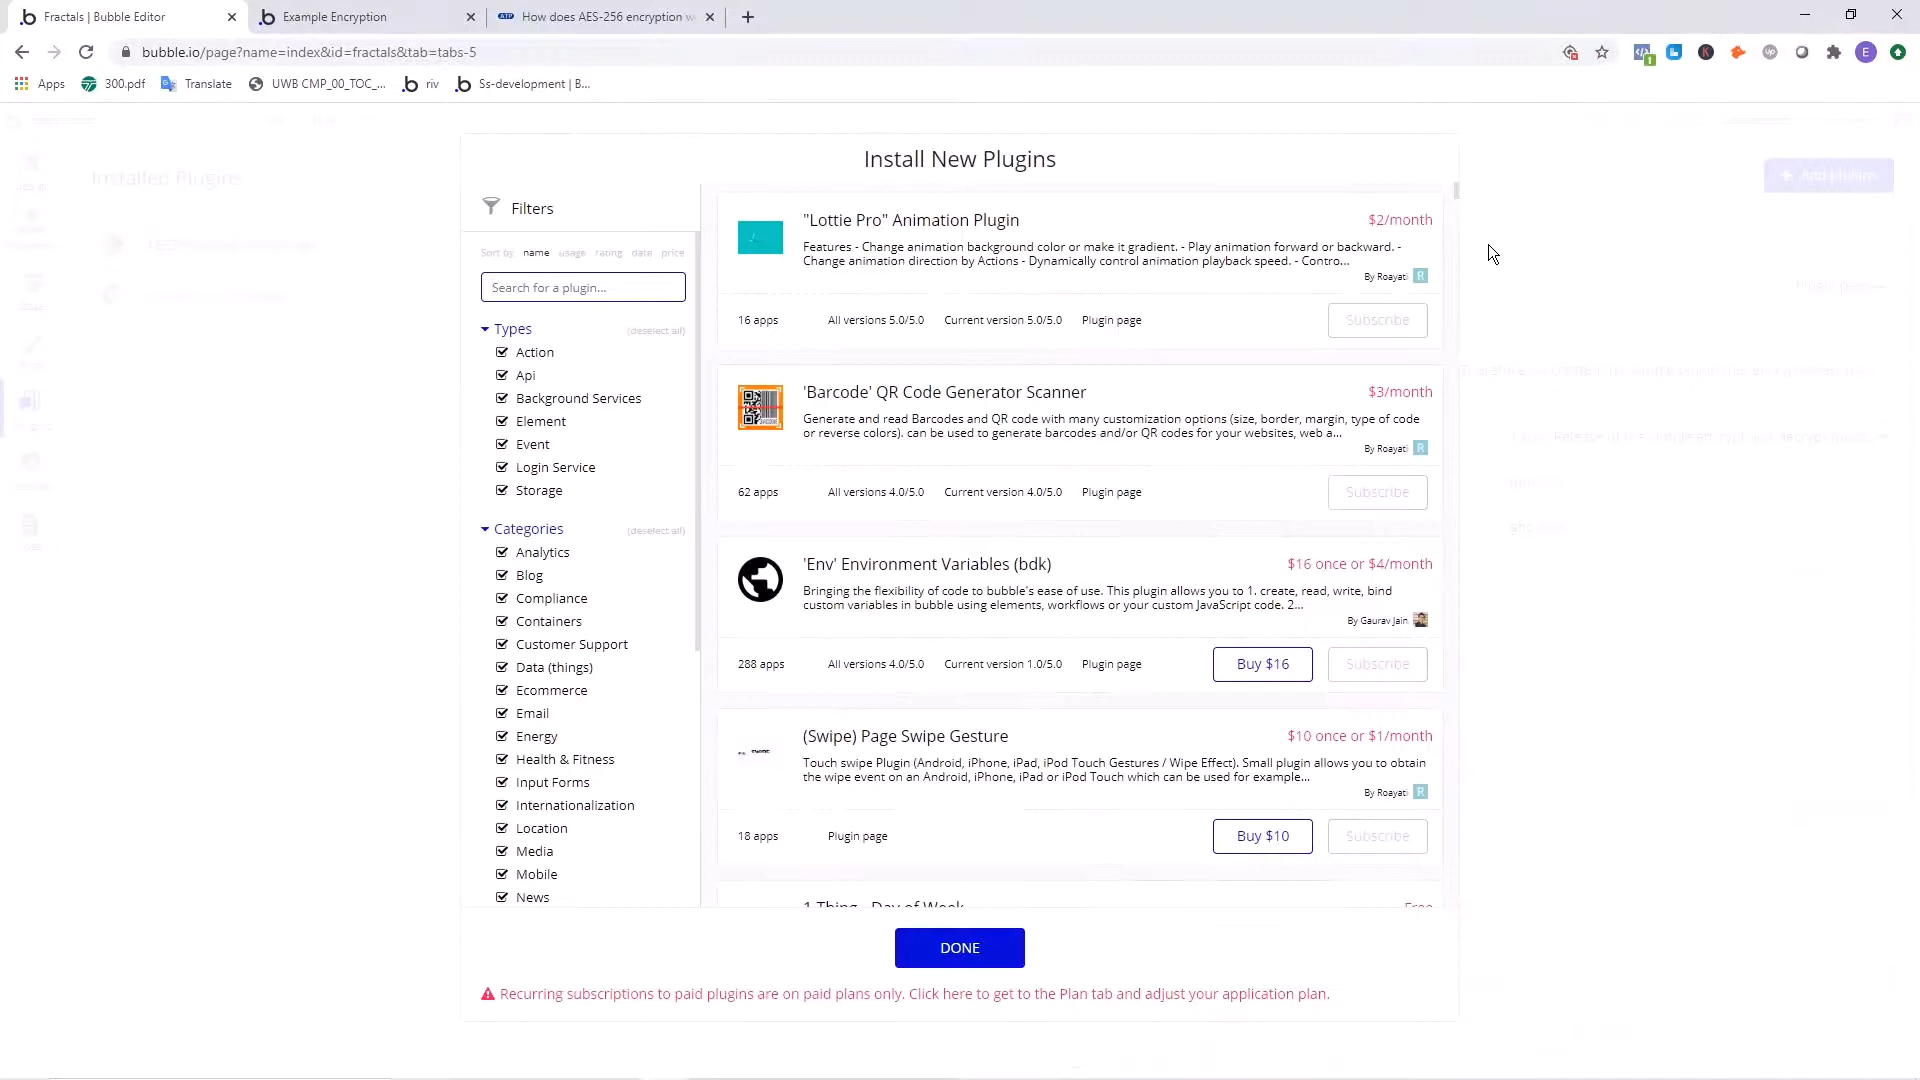 Fractals | Bubble Editor
Example Encryption
How does AES-256 encryption w
bubble.io/page?name=index&id=fractals&tab=tabs-5
Apps
300.pdf
Translate
UWB CMP_00_TOC_...
riv
Ss-development | B...
Installed Plugins
Add plugins
Install New Plugins
Filters
Sort by name usage rating date price
Search for a plugin...
Types (deselect all)
Action
Api
Background Services
Element
Event
Login Service
Storage
Categories (deselect all)
Analytics
Blog
Compliance
Containers
Customer Support
Data (things)
Ecommerce
Email
Energy
Health & Fitness
Input Forms
Internationalization
Location
Media
Mobile
News
"Lottie Pro" Animation Plugin $2/month
Features - Change animation background color or make it gradient. - Play animation forward or backward. -
Change animation direction by Actions - Dynamically control animation playback speed. - Contro...
By Roayati R
16 apps All versions 5.0/5.0 Current version 5.0/5.0 Plugin page Subscribe
'Barcode' QR Code Generator Scanner $3/month
Generate and read Barcodes and QR code with many customization options (size, border, margin, type of code
or reverse colors). can be used to generate barcodes and/or QR codes for your websites, web a...
By Roayati R
62 apps All versions 4.0/5.0 Current version 4.0/5.0 Plugin page Subscribe
'Env' Environment Variables (bdk) $16 once or $4/month
Bringing the flexibility of code to bubble's ease of use. This plugin allows you to 1. create, read, write, bind
custom variables in bubble using elements, workflows or your custom JavaScript code. 2...
By Gaurav Jain
288 apps All versions 4.0/5.0 Current version 1.0/5.0 Plugin page Buy $16 Subscribe
(Swipe) Page Swipe Gesture $10 once or $1/month
Touch swipe Plugin (Android, iPhone, iPad, iPod Touch Gestures / Wipe Effect). Small plugin allows you to obtain
the wipe event on an Android, iPhone, iPad or iPod Touch which can be used for example...
By Roayati R
18 apps Plugin page Buy $10 Subscribe
1 Thing - Day of Week Free
DONE
Recurring subscriptions to paid plugins are on paid plans only. Click here to get to the Plan tab and adjust your application plan.